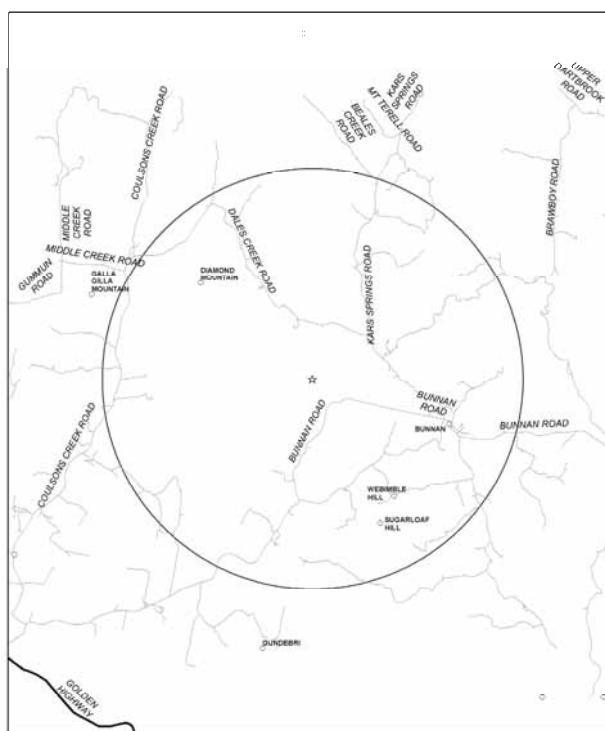 UPPER
DARTBROOK
ROAD
KARS
SPRINGS
ROAD
MT TERELL ROAD
BEALES
CREEK
ROAD
COULSONS CREEK ROAD
BRAWBOY ROAD
MIDDLE
CREEK
ROAD
DALES CREEK ROAD
MIDDLE CREEK ROAD
GUMMUN
ROAD
GALLA
GILLA
MOUNTAIN
DIAMOND
MOUNTAIN
KARS SPRINGS ROAD
BUNNAN
ROAD
BUNNAN
BUNNAN ROAD
BUNNAN ROAD
COULSONS CREEK ROAD
WEBIMBLE
HILL
SUGARLOAF
HILL
GUNDEBRI
GOLDEN
HIGHWAY